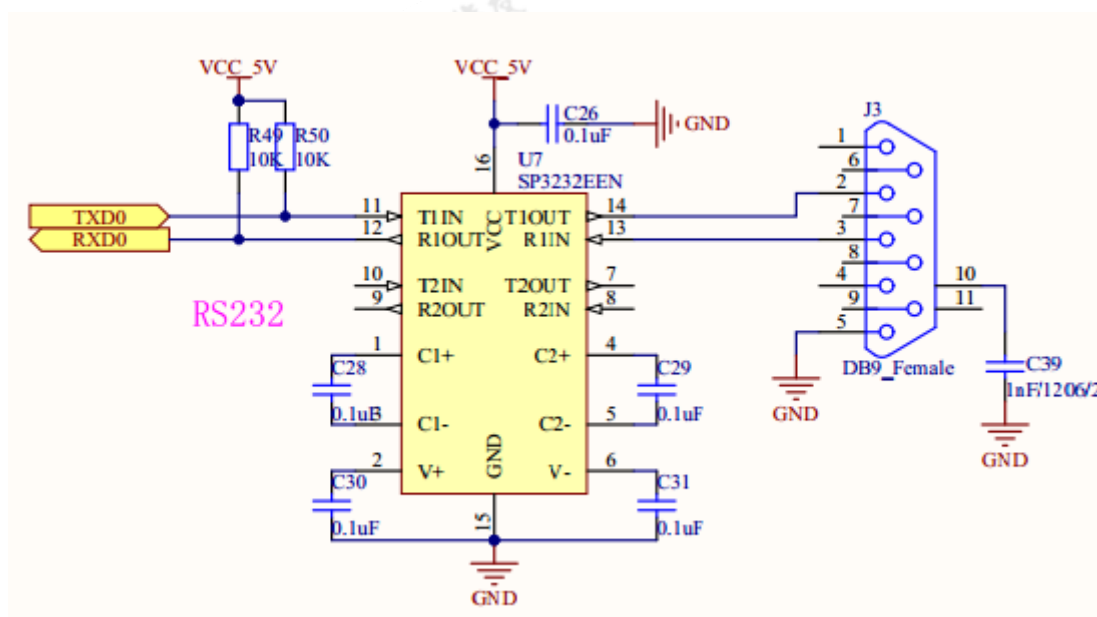 VCC_5V
VCC_5V
C26
0.1uF
GND
J3
R49
10K
R50
10K
16
U7
SP3232EEN
TXD0
RXD0
11
12
T1IN
R1OUT
VCC
T1OUT
R1IN
14
13
10
9
T2IN
R2OUT
T2OUT
R2IN
7
8
RS232
1
C1+
C2+
4
C28
0.1uF
3
C1-
C2-
5
C29
0.1uF
2
V+
GND
V-
6
C30
0.1uF
15
C31
0.1uF
GND
1
6
2
7
3
8
4
9
5
10
11
DB9_Female
GND
C39
1nF/1206/2
GND